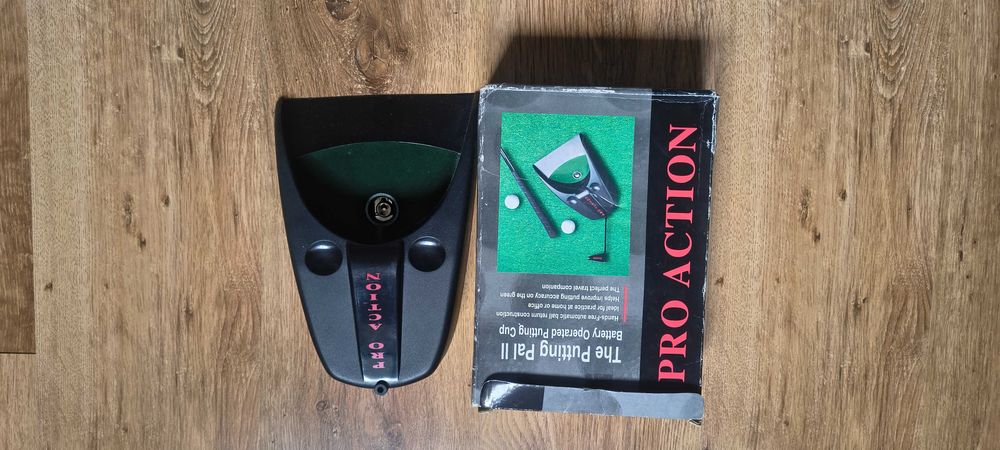 PRO ACTION
PRO ACTION
The Putting Pal II
Battery Operated Putting Cup
Hands-Free automatic ball return construction
Ideal for practice at home or office
Helps improve putting accuracy on the green
The perfect travel companion